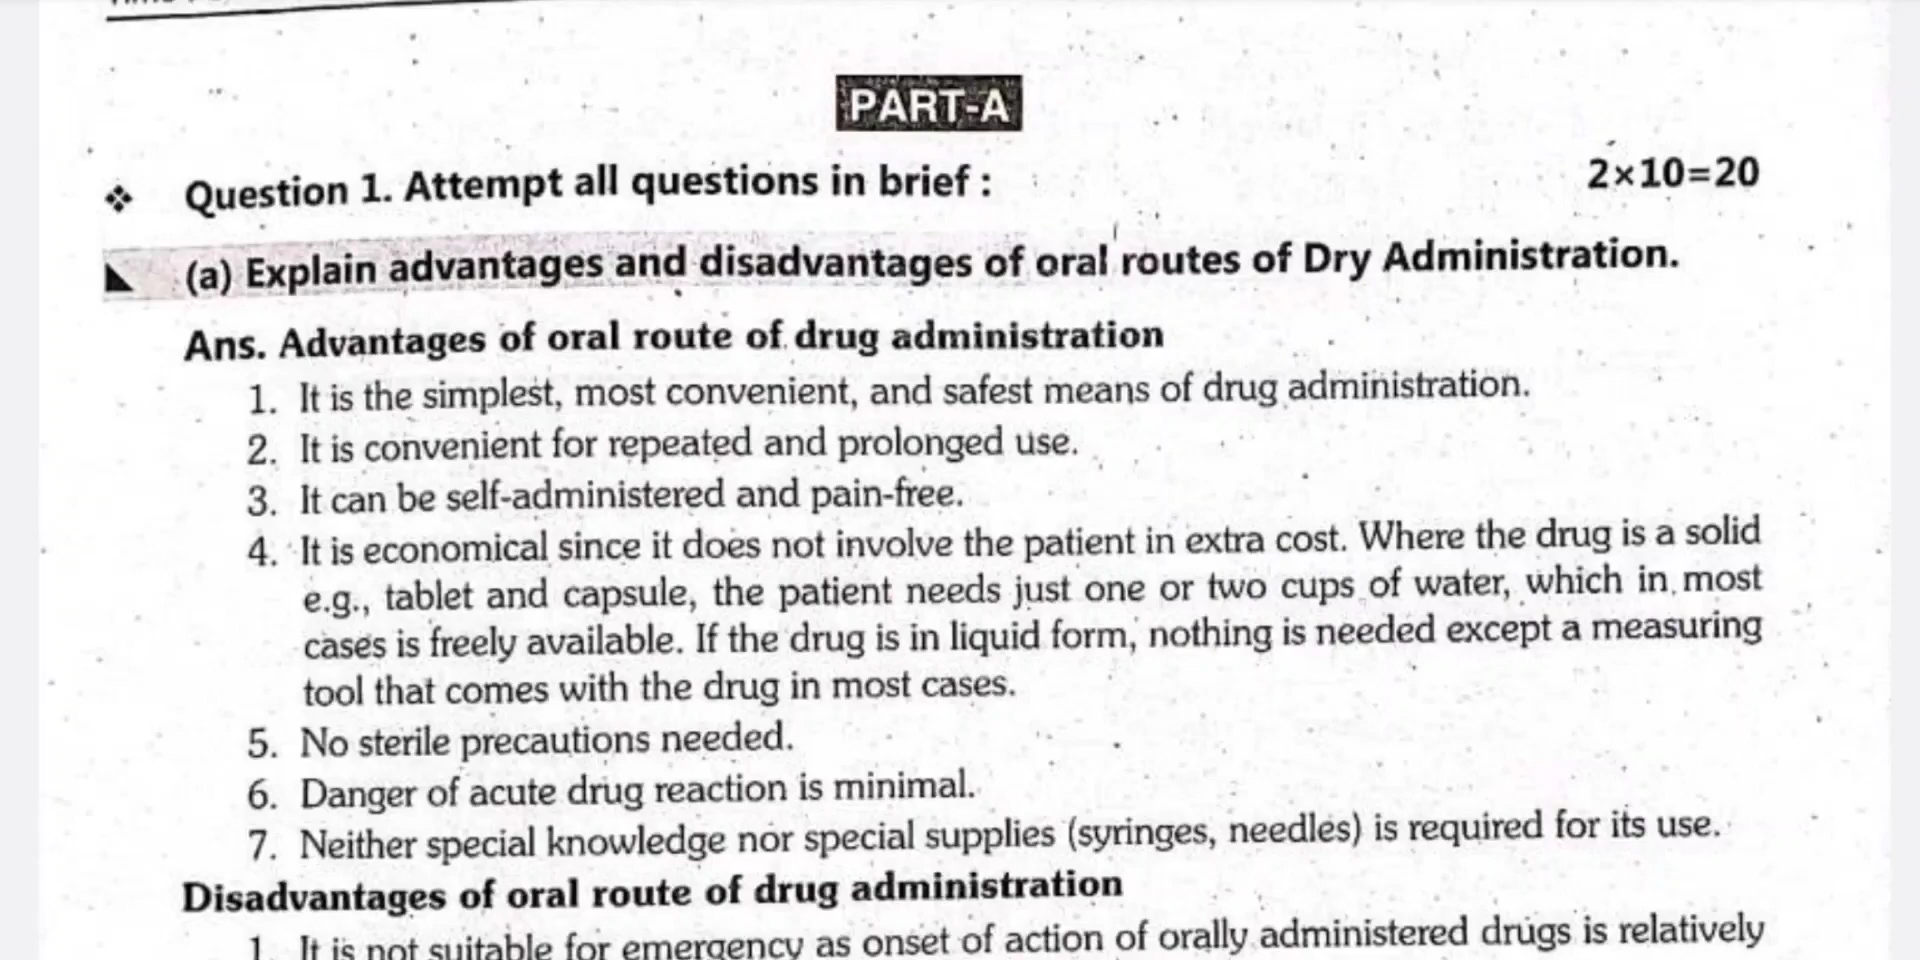 PART-A
❖ Question 1. Attempt all questions in brief : 2×10=20
(a) Explain advantages and disadvantages of oral routes of Dry Administration.
Ans. Advantages of oral route of drug administration
1. It is the simplest, most convenient, and safest means of drug administration.
2. It is convenient for repeated and prolonged use.
3. It can be self-administered and pain-free.
4. It is economical since it does not involve the patient in extra cost. Where the drug is a solid
e.g., tablet and capsule, the patient needs just one or two cups of water, which in most
cases is freely available. If the drug is in liquid form, nothing is needed except a measuring
tool that comes with the drug in most cases.
5. No sterile precautions needed.
6. Danger of acute drug reaction is minimal.
7. Neither special knowledge nor special supplies (syringes, needles) is required for its use.
Disadvantages of oral route of drug administration
1. It is not suitable for emergency as onset of action of orally administered drugs is relatively